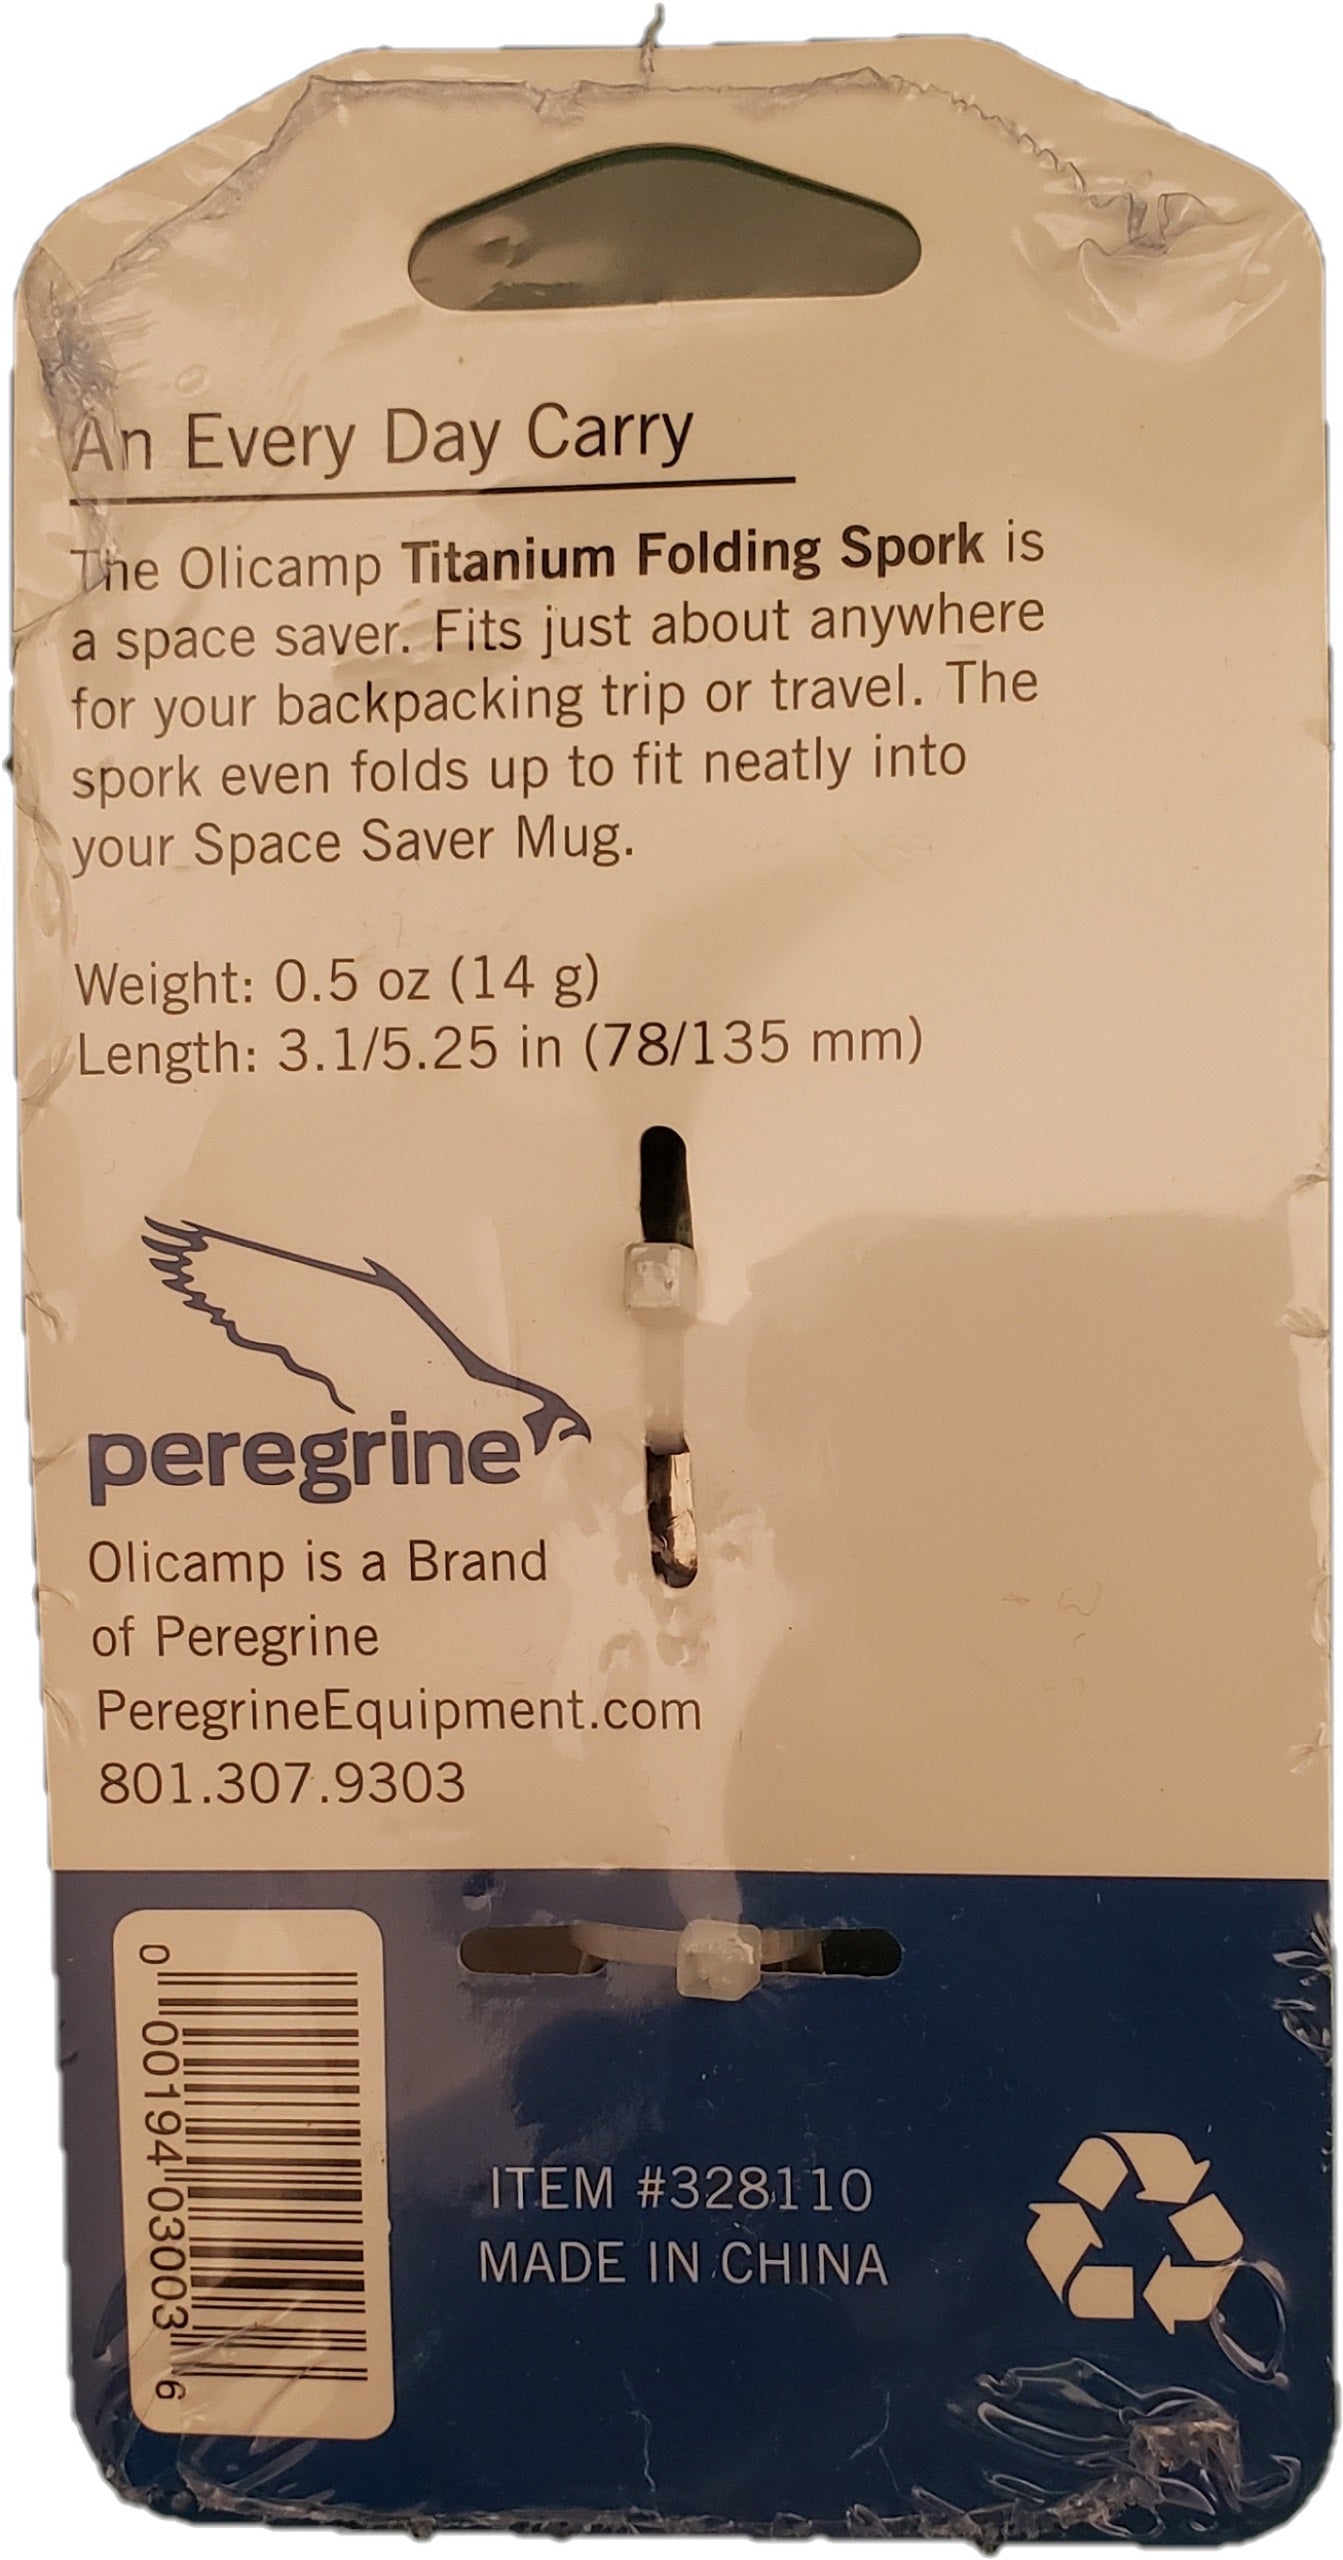 An Every Day Carry
The Olicamp Titanium Folding Spork is
a space saver. Fits just about anywhere
for your backpacking trip or travel. The
spork even folds up to fit neatly into
your Space Saver Mug.
Weight: 0.5 oz (14 g)
Length: 3.1/5.25 in (78/135 mm)
peregrine
Olicamp is a Brand
of Peregrine
PeregrineEquipment.com
801.307.9303
0 00194 03003 6
ITEM #328110
MADE IN CHINA